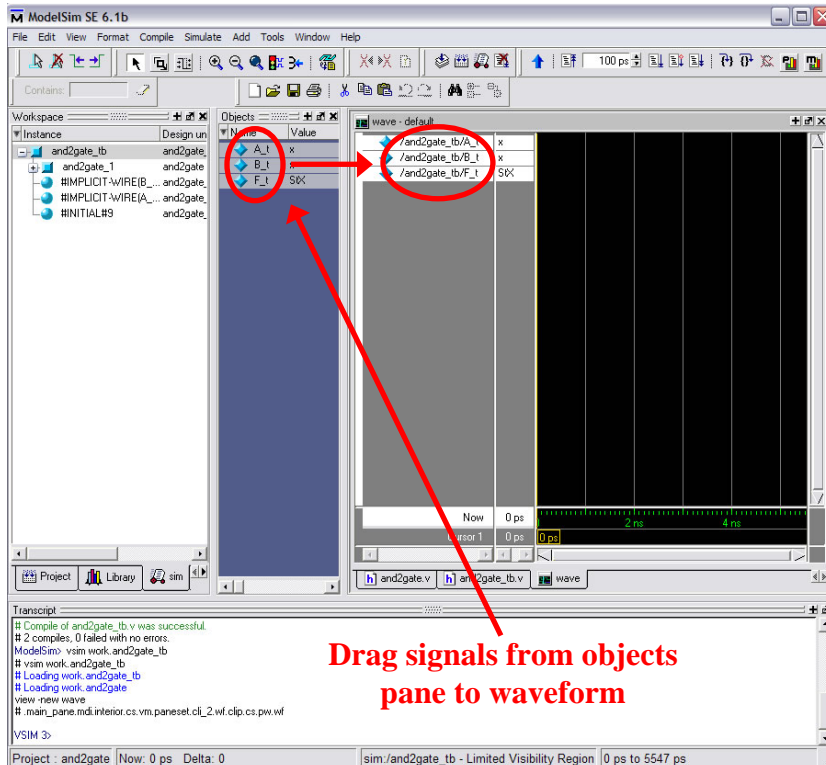 ModelSim SE 6.1b
File Edit View Format Compile Simulate Add Tools Window Help
100 ps
Contains:
Workspace
Instance Design un
and2gate_tb and2gate_
and2gate_1 and2gate
#IMPLICIT-WIRE(B_... and2gate_
#IMPLICIT-WIRE(A_... and2gate_
#INITIAL#9 and2gate_
Objects
Name Value
A_t x
B_t x
F_t StX
wave - default
/and2gate_tb/A_t x
/and2gate_tb/B_t x
/and2gate_tb/F_t StX
Now 0 ps 2 ns 4 ns
Cursor 1 0 ps 0 ps
Project Library sim
and2gate.v and2gate_tb.v wave
Transcript
# Compile of and2gate_tb.v was successful.
# 2 compiles, 0 failed with no errors.
ModelSim> vsim work.and2gate_tb
# vsim work.and2gate_tb
# Loading work.and2gate_tb
# Loading work.and2gate
view -new wave
# .main_pane.mdi.interior.cs.vm.paneset.cli_2.wf.clip.cs.pw.wf
VSIM 3>
Drag signals from objects
pane to waveform
Project : and2gate Now: 0 ps Delta: 0 sim:/and2gate_tb - Limited Visibility Region 0 ps to 5547 ps